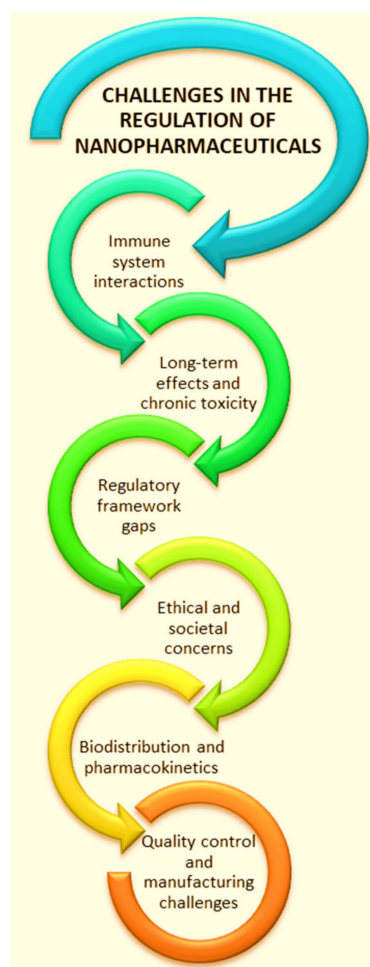 CHALLENGES IN THE
REGULATION OF
NANOPHARMACEUTICALS
Immune
system
interactions
Long-term
effects and
chronic toxicity
Regulatory
framework
gaps
Ethical and
societal
concerns
Biodistribution and
pharmacokinetics
Quality control
and
manufacturing
challenges